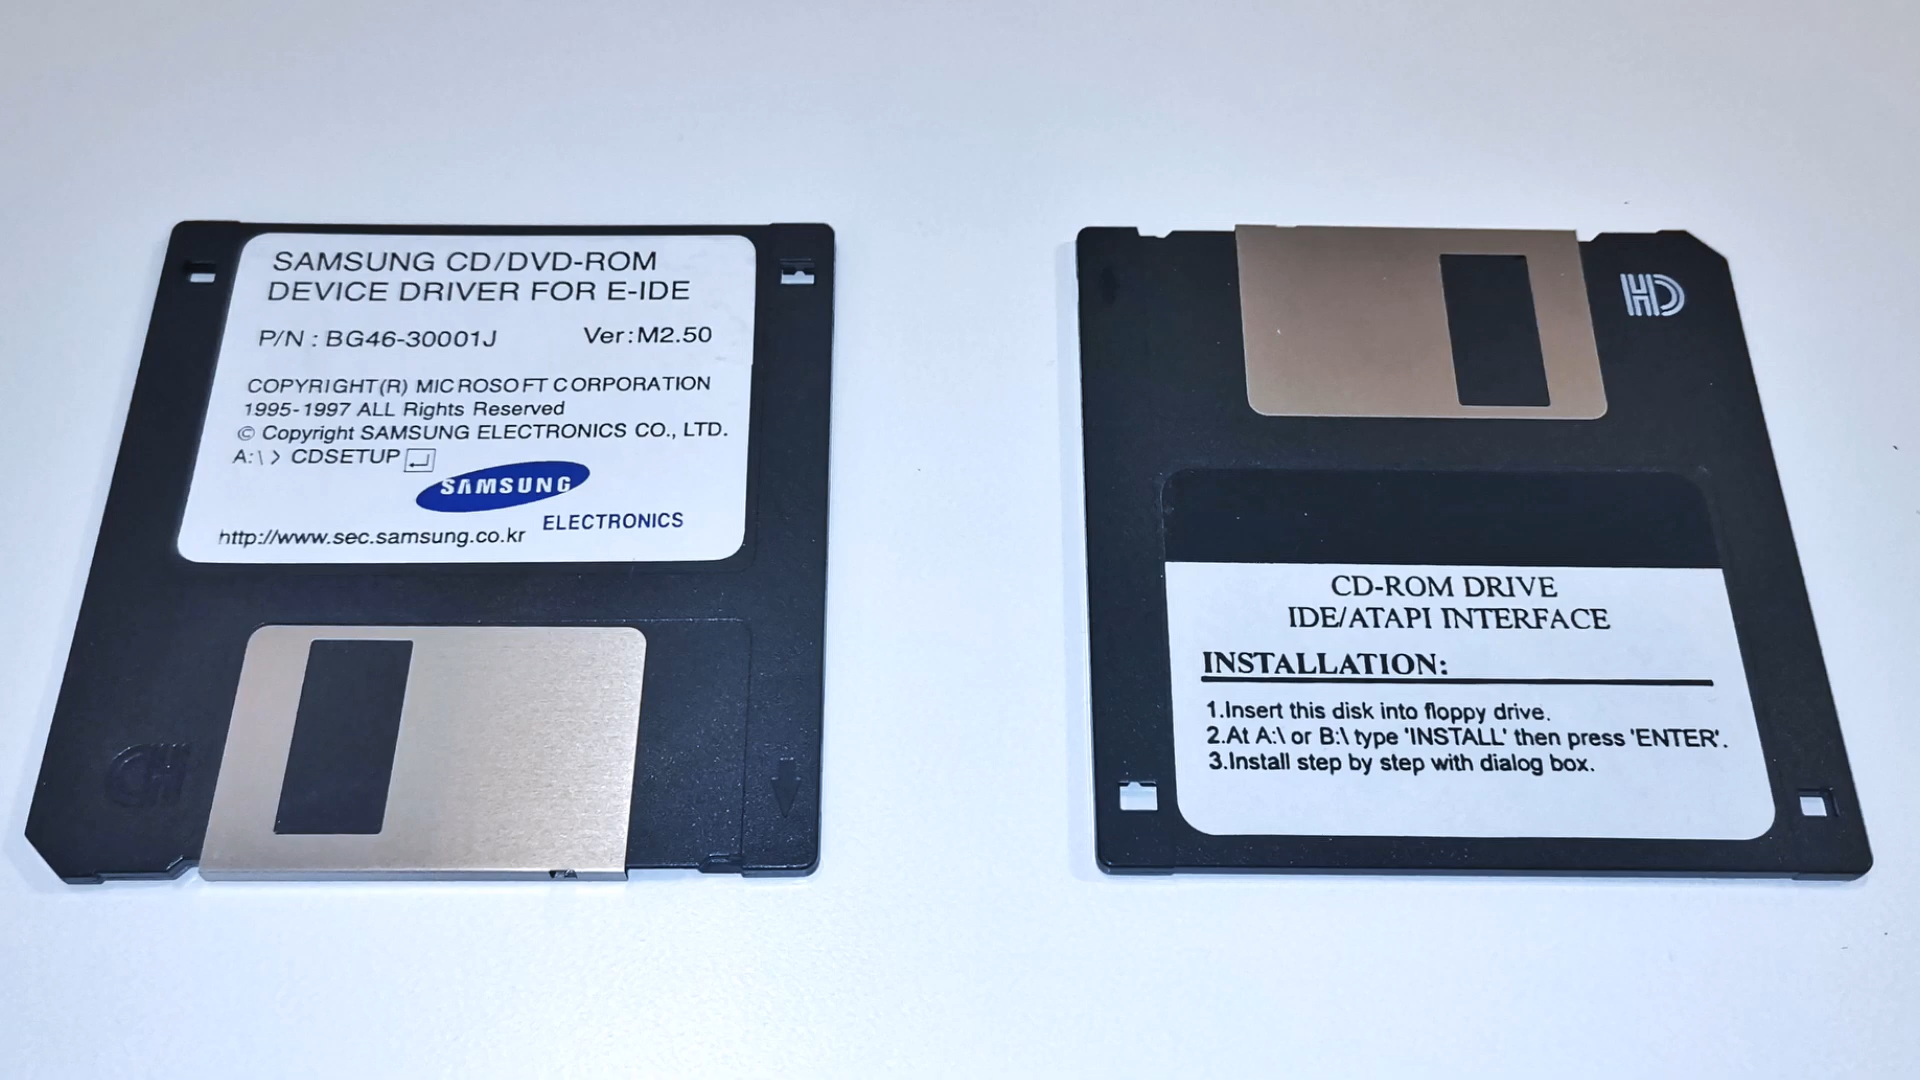 SAMSUNG CD/DVD-ROM
DEVICE DRIVER FOR E-IDE
P/N : BG46-30001J Ver:M2.50
COPYRIGHT(R) MICROSOFT CORPORATION
1995-1997 ALL Rights Reserved
© Copyright SAMSUNG ELECTRONICS CO., LTD.
A:\ > CDSETUP
SAMSUNG
ELECTRONICS
http://www.sec.samsung.co.kr
HD
HD
CD-ROM DRIVE
IDE/ATAPI INTERFACE
INSTALLATION:
1.Insert this disk into floppy drive.
2.At A:\ or B:\ type 'INSTALL' then press 'ENTER'.
3.Install step by step with dialog box.